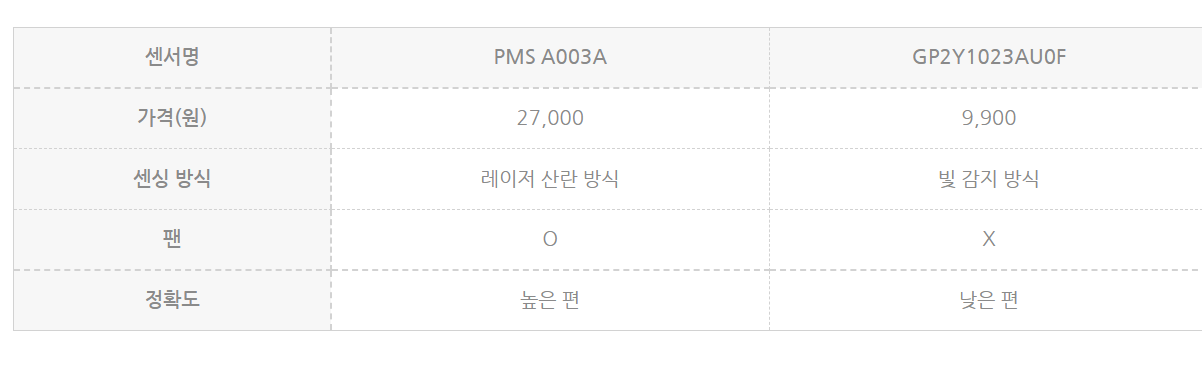 센서명 PMS A003A GP2Y1023AU0F
가격(원) 27,000 9,900
센싱 방식 레이저 산란 방식 빛 감지 방식
팬 O X
정확도 높은 편 낮은 편